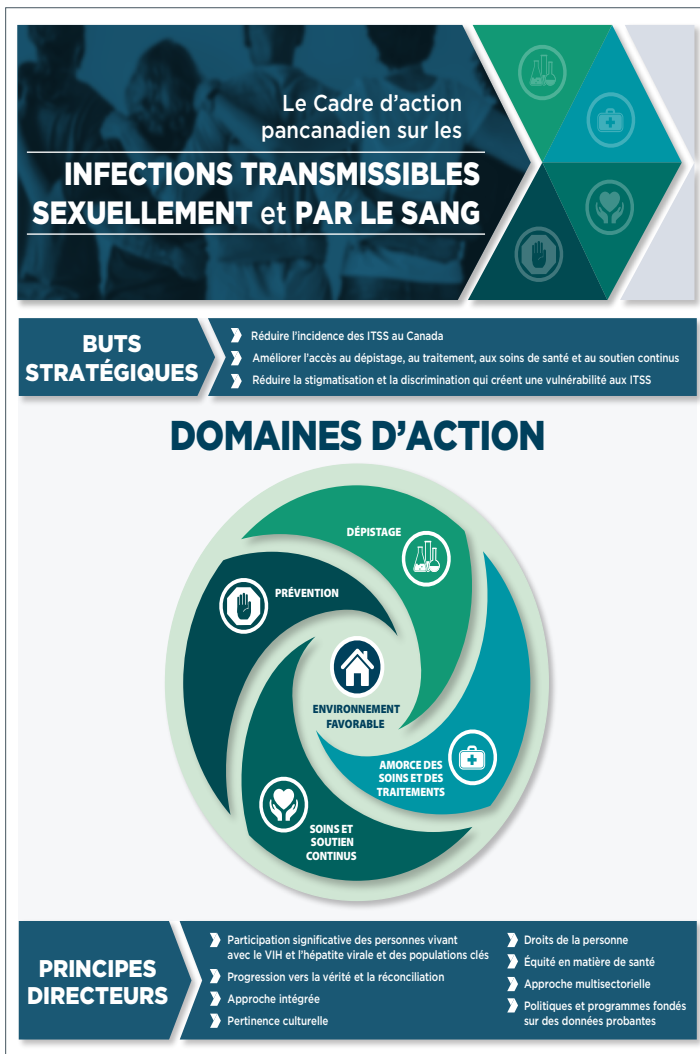 Le Cadre d'action
pancanadien sur les
INFECTIONS TRANSMISSIBLES
SEXUELLEMENT et PAR LE SANG
BUTS
STRATÉGIQUES
Réduire l'incidence des ITSS au Canada
Améliorer l'accès au dépistage, au traitement, aux soins de santé et au soutien continus
Réduire la stigmatisation et la discrimination qui créent une vulnérabilité aux ITSS
DOMAINES D'ACTION
DÉPISTAGE
PRÉVENTION
ENVIRONNEMENT
FAVORABLE
AMORCE DES
SOINS ET DES
TRAITEMENTS
SOINS ET
SOUTIEN
CONTINUS
PRINCIPES
DIRECTEURS
Participation significative des personnes vivant
avec le VIH et l'hépatite virale et des populations clés
Progression vers la vérité et la réconciliation
Approche intégrée
Pertinence culturelle
Droits de la personne
Équité en matière de santé
Approche multisectorielle
Politiques et programmes fondés
sur des données probantes